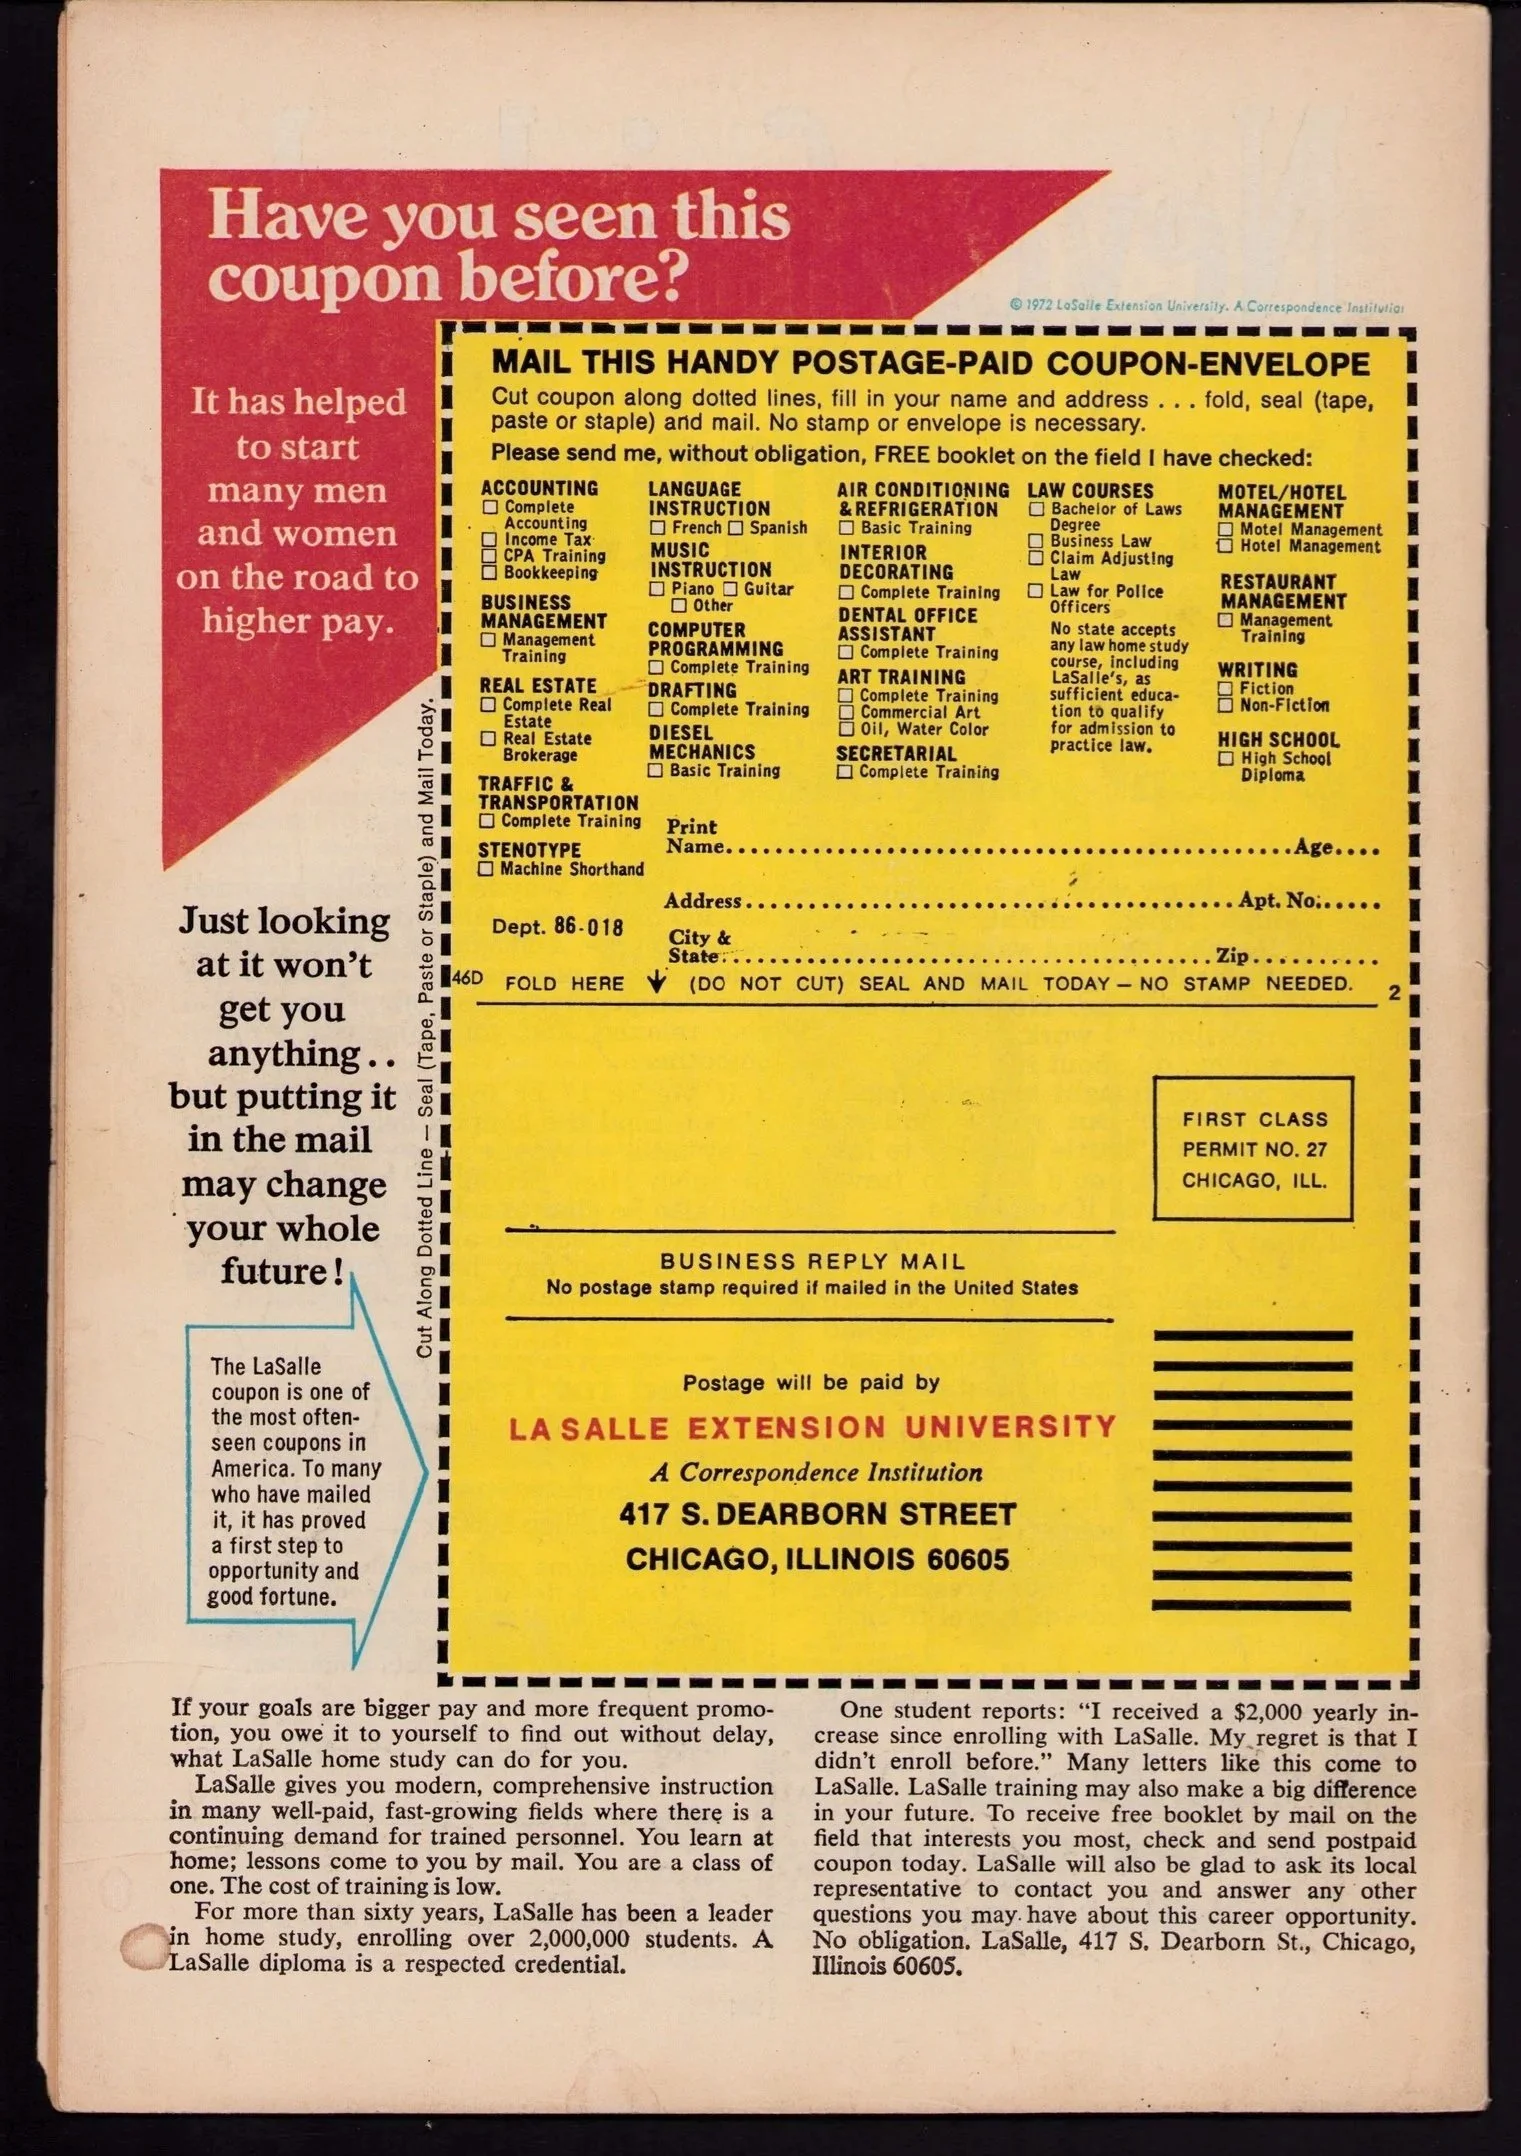 Have you seen this
coupon before?
© 1972 LaSalle Extension University. A Correspondence Institution
It has helped
to start
many men
and women
on the road to
higher pay.
Just looking
at it won't
get you
anything..
but putting it
in the mail
may change
your whole
future!
The LaSalle
coupon is one of
the most often-
seen coupons in
America. To many
who have mailed
it, it has proved
a first step to
opportunity and
good fortune.
Cut Along Dotted Line — Seal (Tape, Paste or Staple) and Mail Today.
MAIL THIS HANDY POSTAGE-PAID COUPON-ENVELOPE
Cut coupon along dotted lines, fill in your name and address . . . fold, seal (tape,
paste or staple) and mail. No stamp or envelope is necessary.
Please send me, without obligation, FREE booklet on the field I have checked:
ACCOUNTING
☐ Complete
Accounting
☐ Income Tax
☐ CPA Training
☐ Bookkeeping
BUSINESS
MANAGEMENT
☐ Management
Training
REAL ESTATE
☐ Complete Real
Estate
☐ Real Estate
Brokerage
TRAFFIC &
TRANSPORTATION
☐ Complete Training
STENOTYPE
☐ Machine Shorthand
LANGUAGE
INSTRUCTION
☐ French ☐ Spanish
MUSIC
INSTRUCTION
☐ Piano ☐ Guitar
☐ Other
COMPUTER
PROGRAMMING
☐ Complete Training
DRAFTING
☐ Complete Training
DIESEL
MECHANICS
☐ Basic Training
AIR CONDITIONING
& REFRIGERATION
☐ Basic Training
INTERIOR
DECORATING
☐ Complete Training
DENTAL OFFICE
ASSISTANT
☐ Complete Training
ART TRAINING
☐ Complete Training
☐ Commercial Art
☐ Oil, Water Color
SECRETARIAL
☐ Complete Training
LAW COURSES
☐ Bachelor of Laws
Degree
☐ Business Law
☐ Claim Adjusting
Law
☐ Law for Police
Officers
No state accepts
any law home study
course, including
LaSalle's, as
sufficient educa-
tion to qualify
for admission to
practice law.
MOTEL/HOTEL
MANAGEMENT
☐ Motel Management
☐ Hotel Management
RESTAURANT
MANAGEMENT
☐ Management
Training
WRITING
☐ Fiction
☐ Non-Fiction
HIGH SCHOOL
☐ High School
Diploma
Print
Name..............................................Age....
Address........................................Apt. No......
Dept. 86-018
City &
State.......................................Zip..........
46D FOLD HERE ↓ (DO NOT CUT) SEAL AND MAIL TODAY — NO STAMP NEEDED. 2
FIRST CLASS
PERMIT NO. 27
CHICAGO, ILL.
BUSINESS REPLY MAIL
No postage stamp required if mailed in the United States
Postage will be paid by
LA SALLE EXTENSION UNIVERSITY
A Correspondence Institution
417 S. DEARBORN STREET
CHICAGO, ILLINOIS 60605
If your goals are bigger pay and more frequent promo-
tion, you owe it to yourself to find out without delay,
what LaSalle home study can do for you.
LaSalle gives you modern, comprehensive instruction
in many well-paid, fast-growing fields where there is a
continuing demand for trained personnel. You learn at
home; lessons come to you by mail. You are a class of
one. The cost of training is low.
For more than sixty years, LaSalle has been a leader
in home study, enrolling over 2,000,000 students. A
LaSalle diploma is a respected credential.
One student reports: "I received a $2,000 yearly in-
crease since enrolling with LaSalle. My regret is that I
didn't enroll before." Many letters like this come to
LaSalle. LaSalle training may also make a big difference
in your future. To receive free booklet by mail on the
field that interests you most, check and send postpaid
coupon today. LaSalle will also be glad to ask its local
representative to contact you and answer any other
questions you may have about this career opportunity.
No obligation. LaSalle, 417 S. Dearborn St., Chicago,
Illinois 60605.